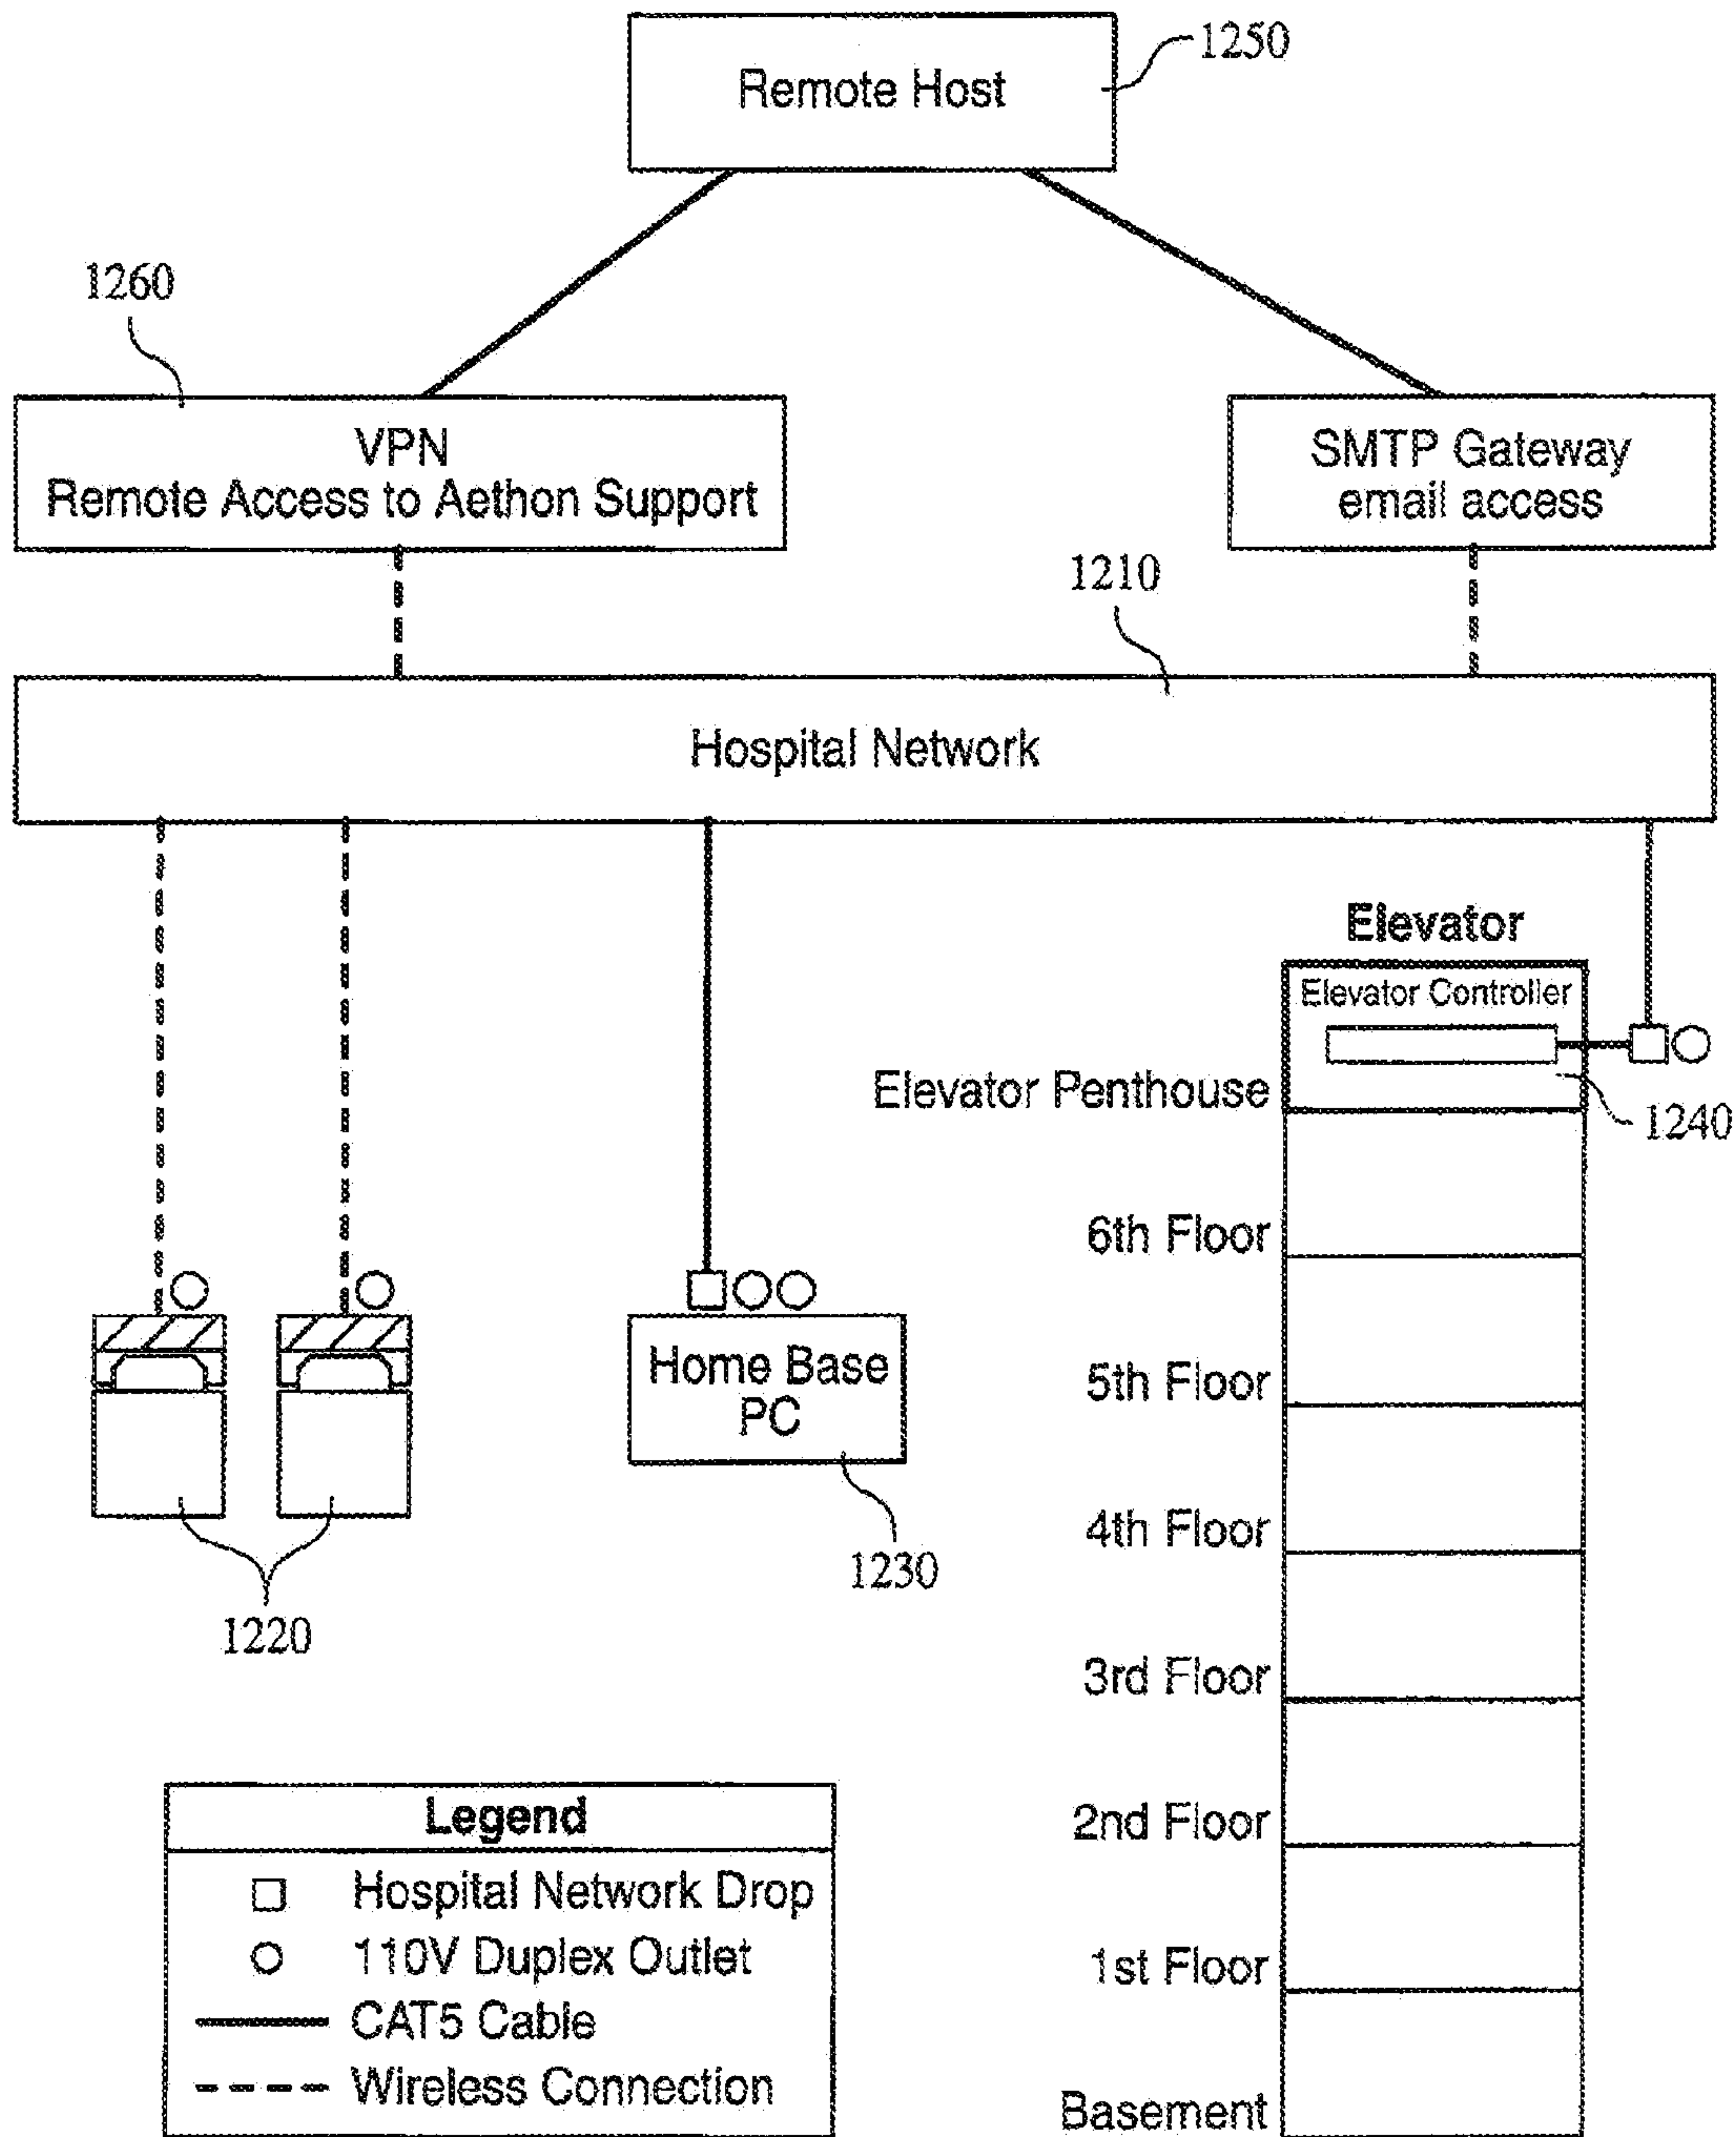 1250
Remote Host
1260
VPN
Remote Access to Aethon Support
SMTP Gateway
email access
1210
Hospital Network
Elevator
Elevator Controller
Elevator Penthouse
1240
6th Floor
Home Base
PC
5th Floor
1230
4th Floor
1220
3rd Floor
2nd Floor
1st Floor
Basement
Legend
Hospital Network Drop
110V Duplex Outlet
CAT5 Cable
Wireless Connection